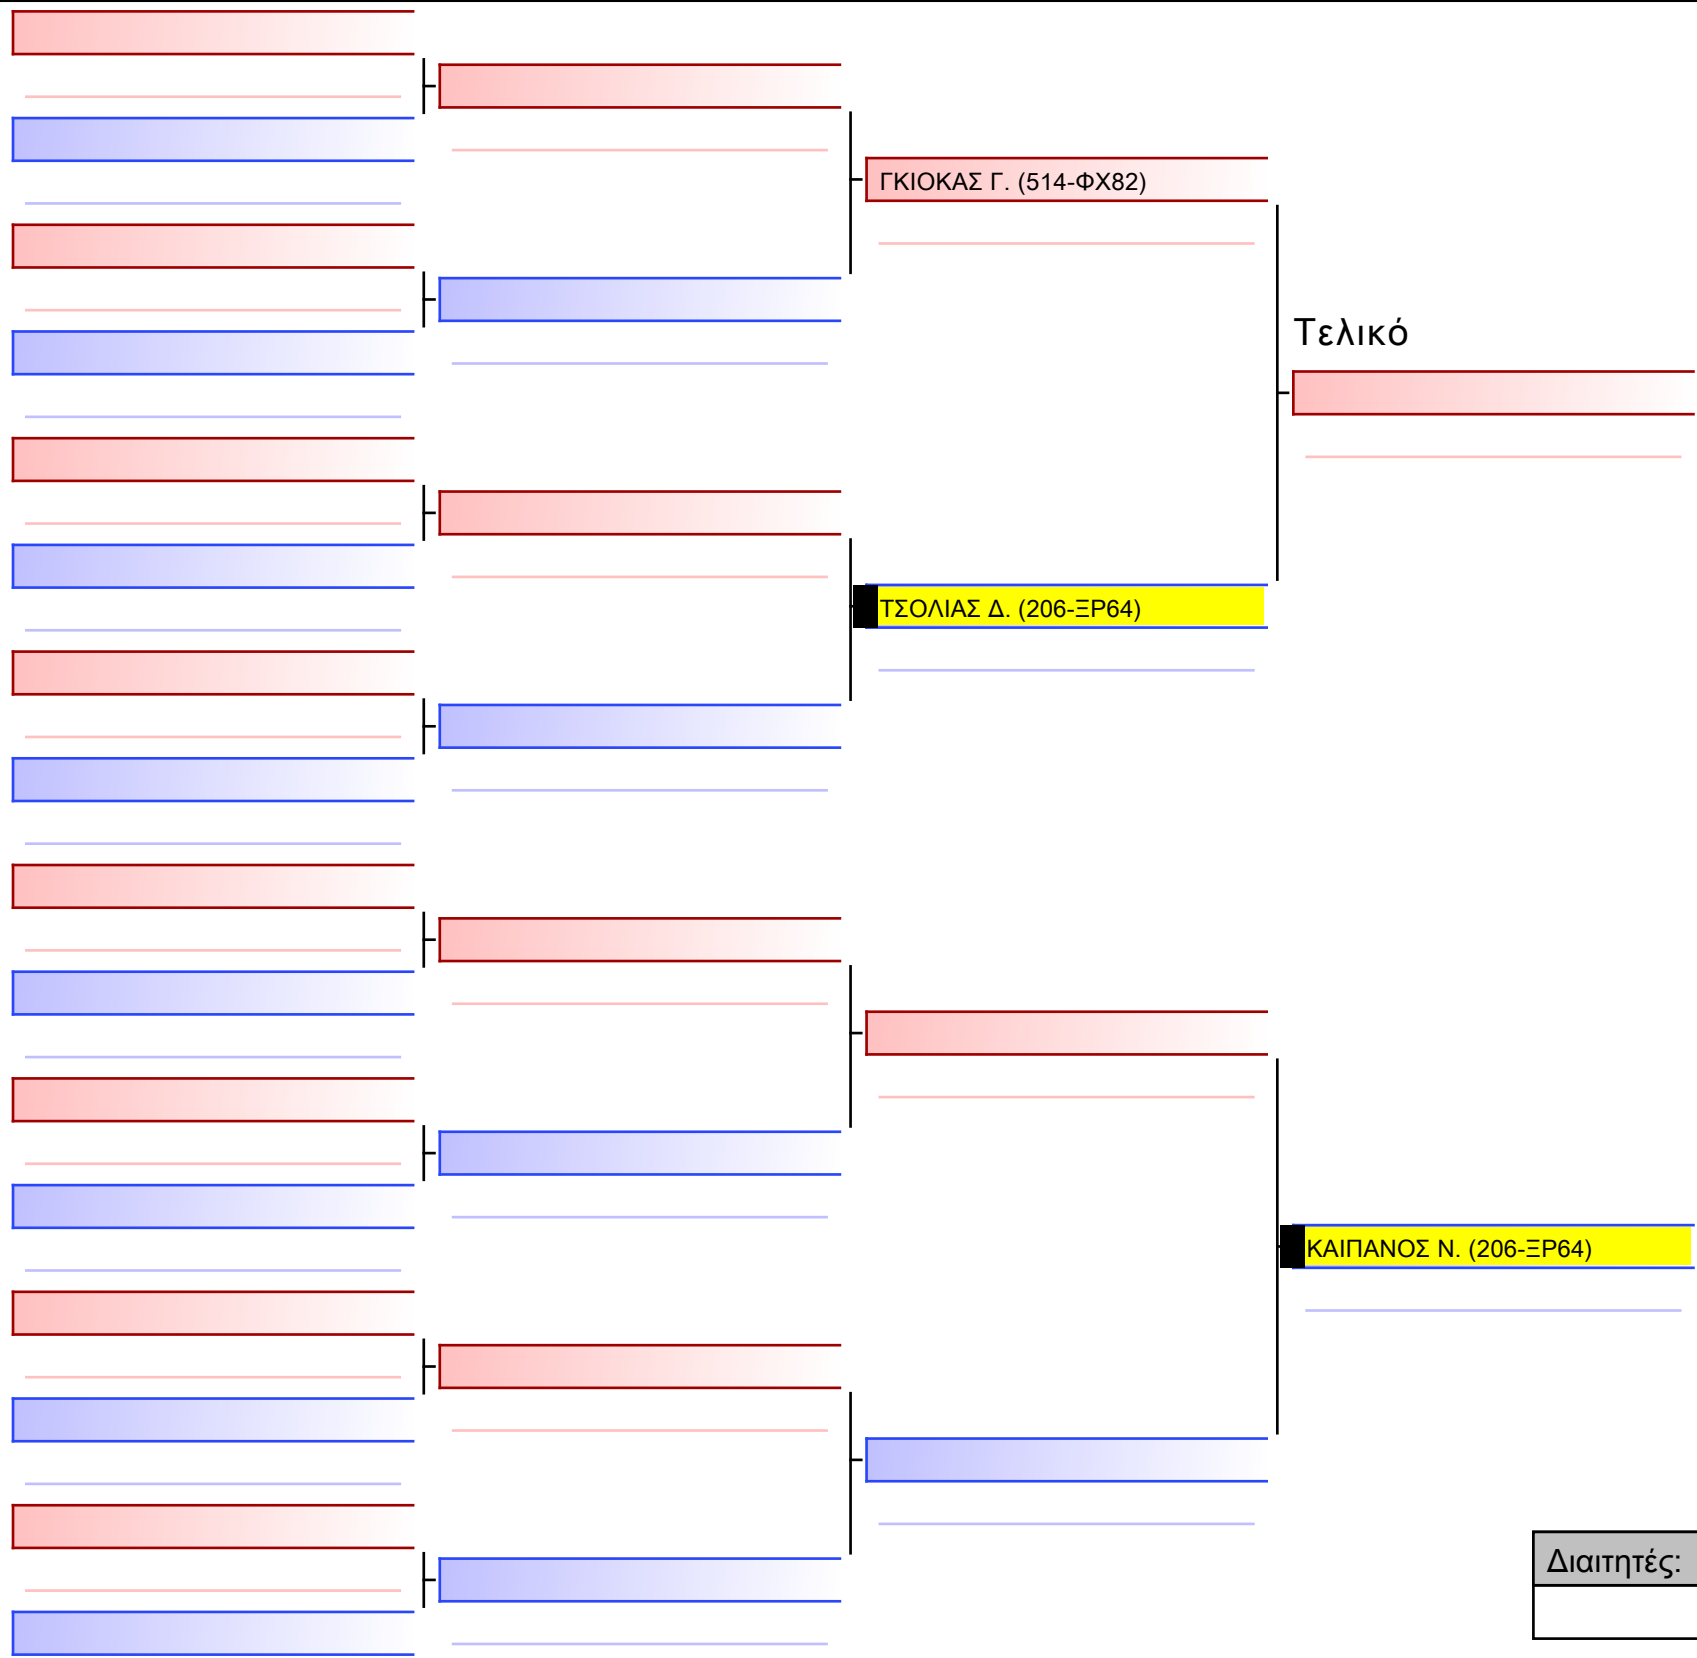 ΓΚΙΟΚΑΣ Γ. (514-ΦΧ82)
Τελικό
ΤΣΟΛΙΑΣ Δ. (206-ΞΡ64)
ΚΑΙΠΑΝΟΣ Ν. (206-ΞΡ64)
Διαιτητές: